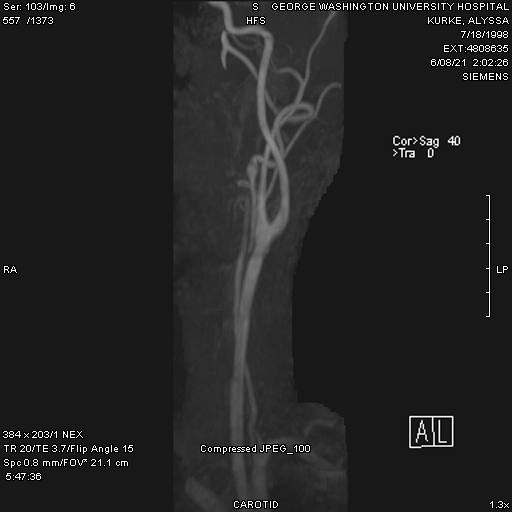 Ser: 103/Img: 6
557 /1373
S
HFS
GEORGE WASHINGTON UNIVERSITY HOSPITAL
KURKE, ALYSSA
7/18/1998
EXT:4808635
6/08/21 2:02:26
SIEMENS
Cor>Sag 40
>Tra 0
RA
LP
384 x 203/1 NEX
TR 20/TE 3.7/Flip Angle 15
Spc 0.8 mm/FOV* 21.1 cm
5:47:36
Compressed JPEG_100
A L
CAROTID
1.3x